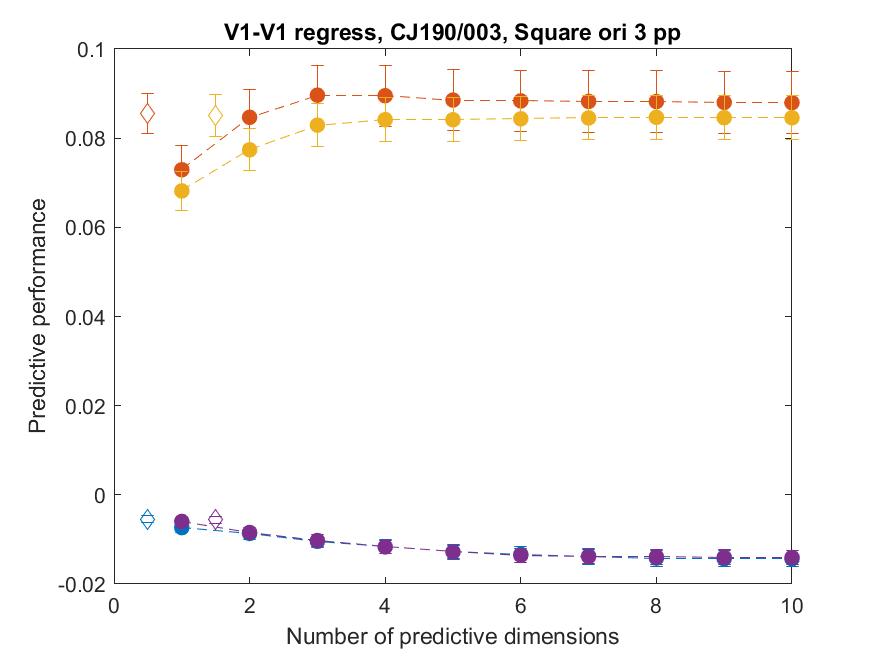 V1-V1 regress, CJ190/003, Square ori 3 pp
0.1
0.08
0.06
0.04
0.02
0
-0.02
Predictive performance
0 2 4 6 8 10
Number of predictive dimensions